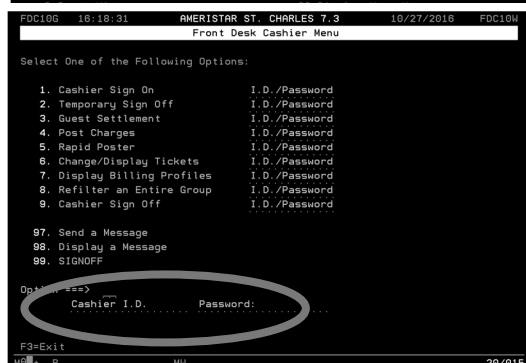 FDC10G 16:18:31 AMERISTAR ST. CHARLES 7.3 10/27/2016 FDC10W
Front Desk Cashier Menu
Select One of the Following Options:
1. Cashier Sign On I.D./Password
2. Temporary Sign Off I.D./Password
3. Guest Settlement I.D./Password
4. Post Charges I.D./Password
5. Rapid Poster I.D./Password
6. Change/Display Tickets I.D./Password
7. Display Billing Profiles I.D./Password
8. Refilter an Entire Group I.D./Password
9. Cashier Sign Off I.D./Password
97. Send a Message
98. Display a Message
99. SIGNOFF
Option ===>
Cashier I.D. Password:
F3=Exit
MW 20/015